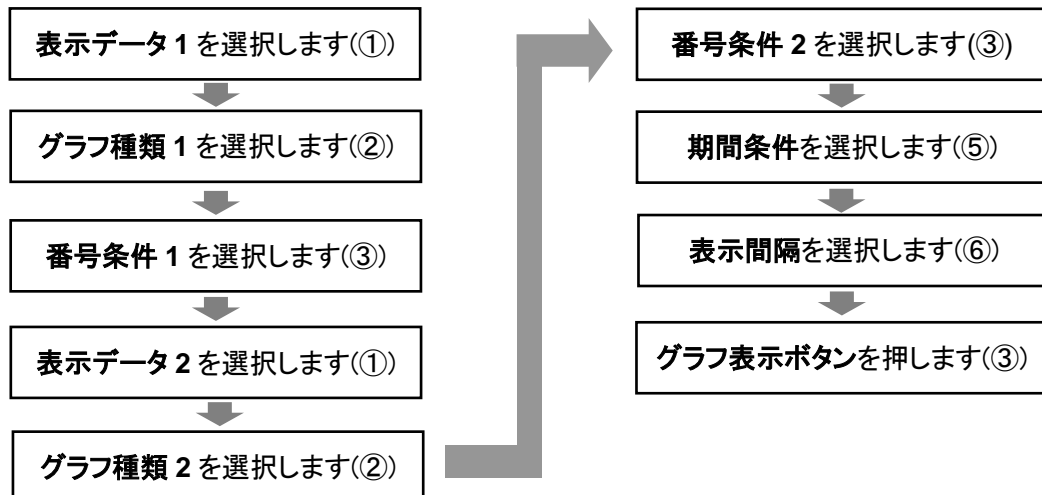 表示データ 1 を選択します(①)
グラフ種類 1 を選択します(②)
番号条件 1 を選択します(③)
表示データ 2 を選択します(①)
グラフ種類 2 を選択します(②)
番号条件 2 を選択します(③)
期間条件を選択します(⑤)
表示間隔を選択します(⑥)
グラフ表示ボタンを押します(③)